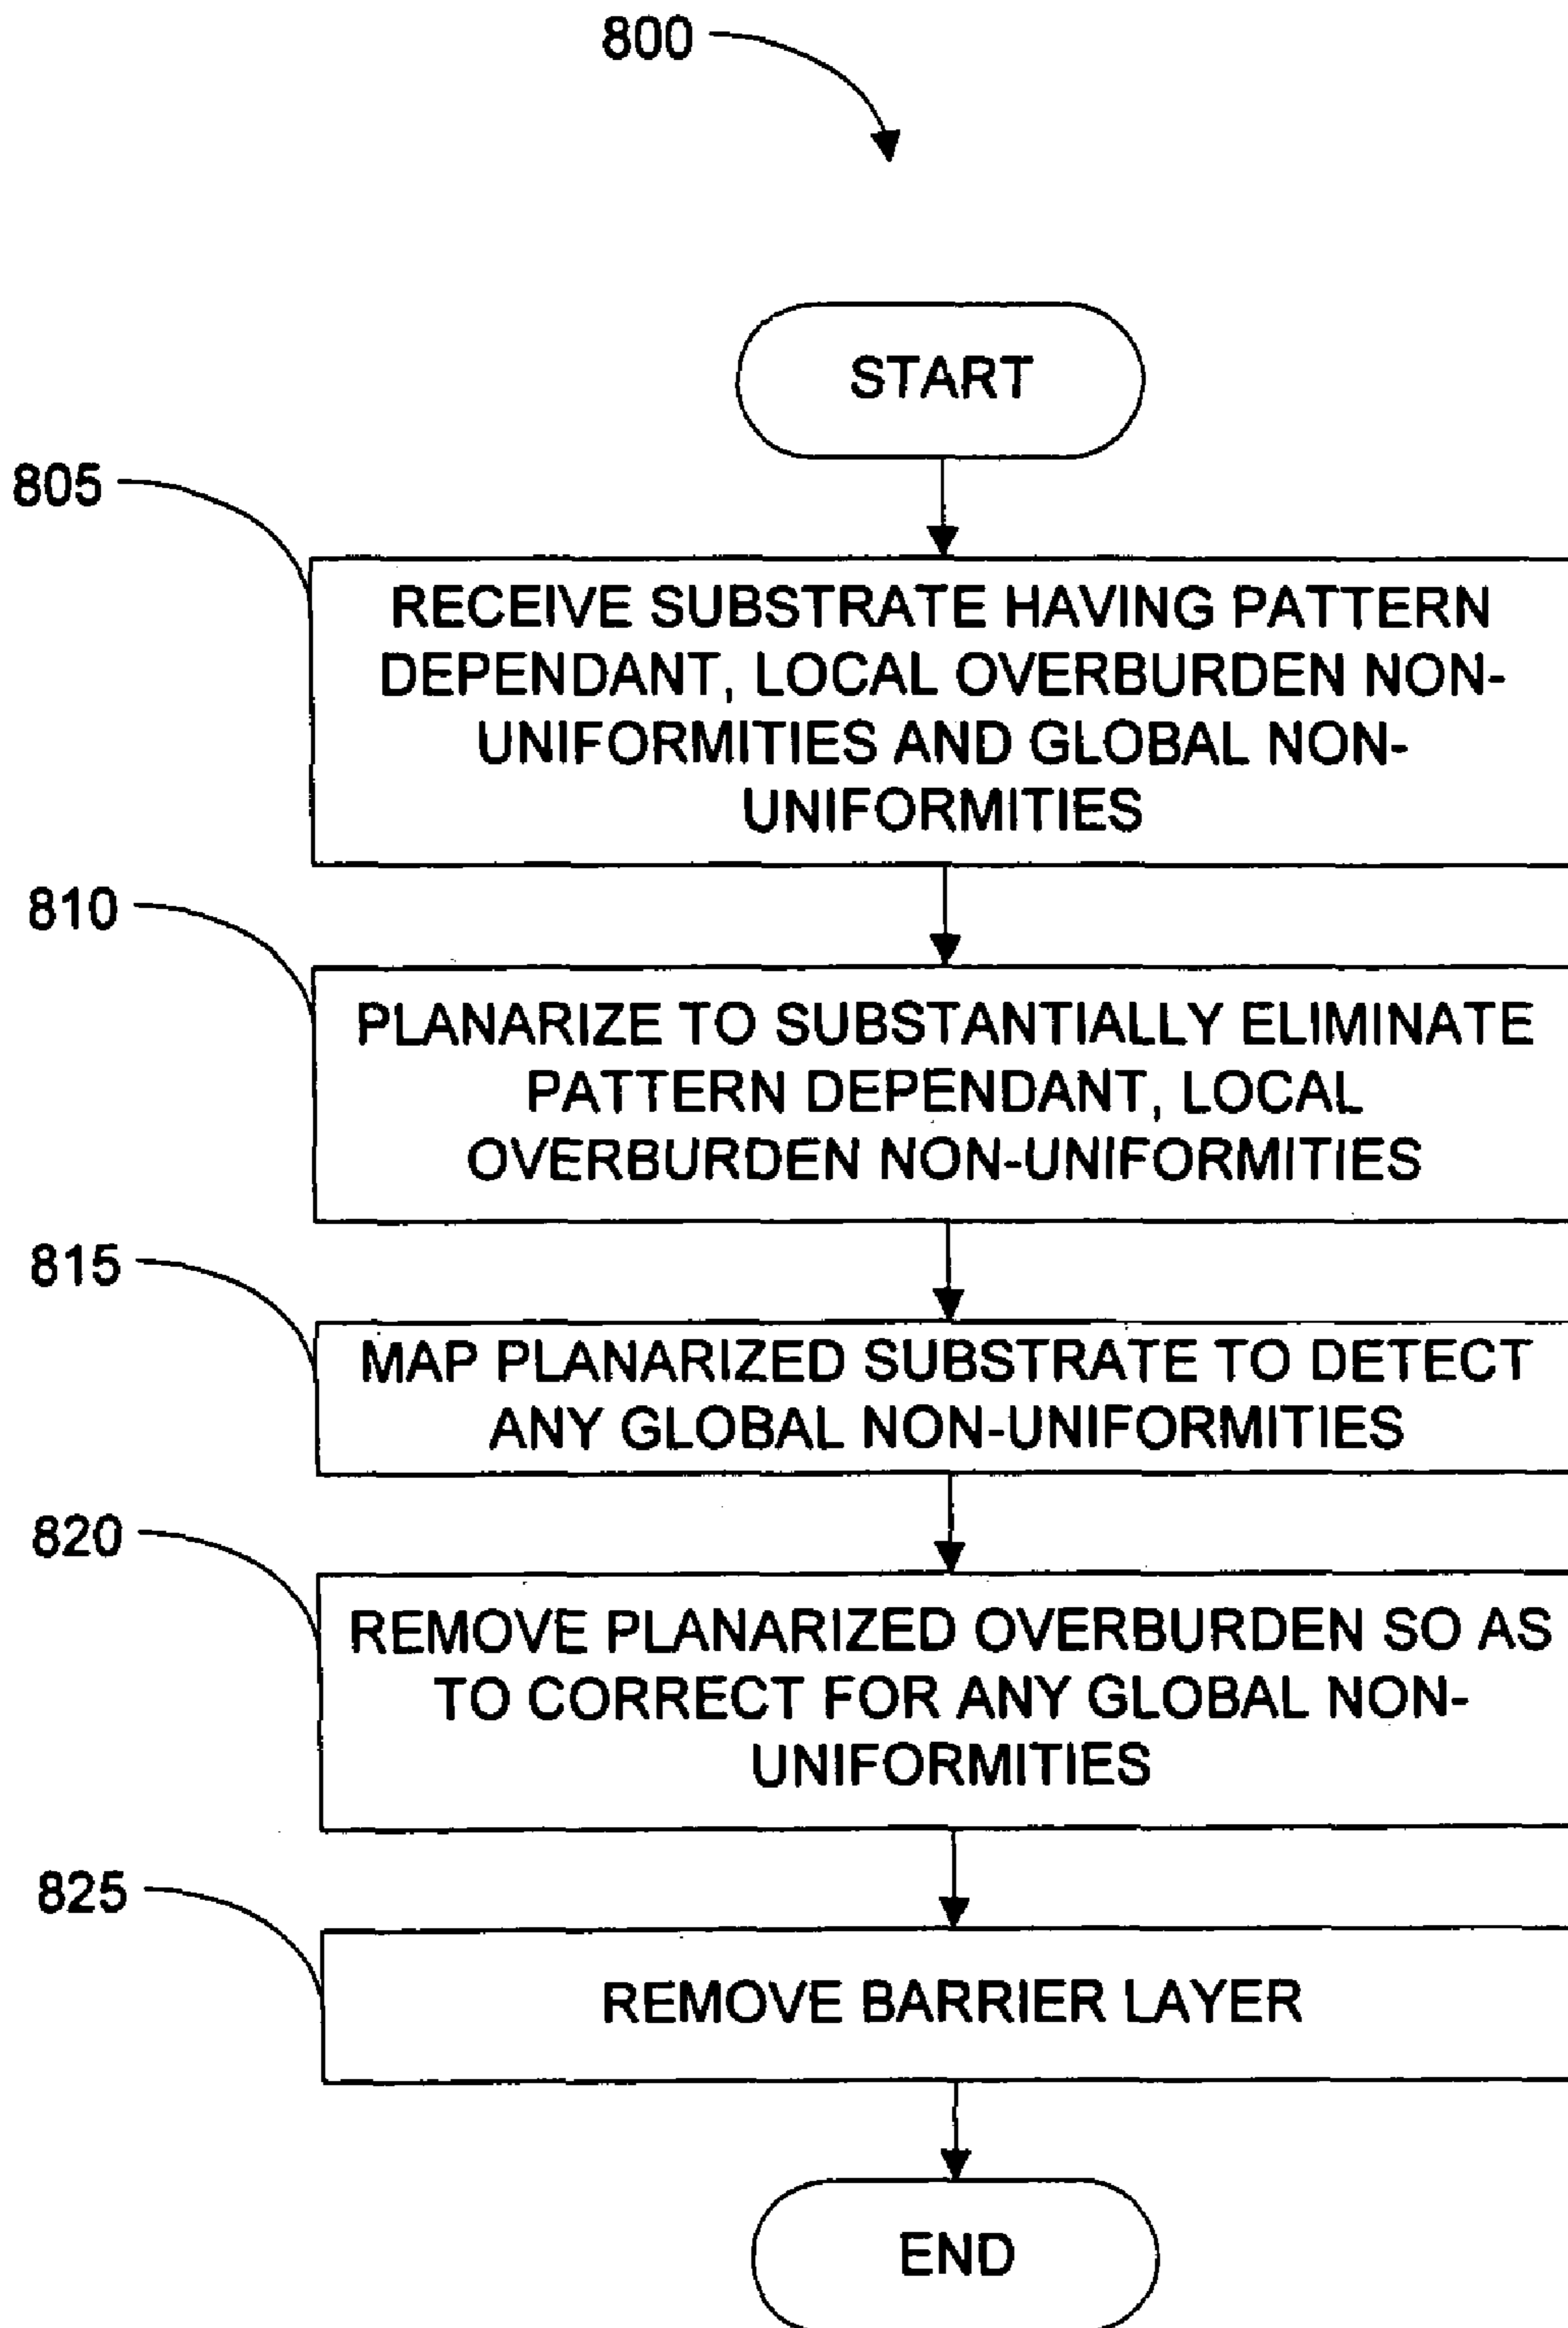 800
START
805
RECEIVE SUBSTRATE HAVING PATTERN
DEPENDANT, LOCAL OVERBURDEN NON-
UNIFORMITIES AND GLOBAL NON-
UNIFORMITIES
810
PLANARIZE TO SUBSTANTIALLY ELIMINATE
PATTERN DEPENDANT, LOCAL
OVERBURDEN NON-UNIFORMITIES
815
MAP PLANARIZED SUBSTRATE TO DETECT
ANY GLOBAL NON-UNIFORMITIES
820
REMOVE PLANARIZED OVERBURDEN SO AS
TO CORRECT FOR ANY GLOBAL NON-
UNIFORMITIES
825
REMOVE BARRIER LAYER
END